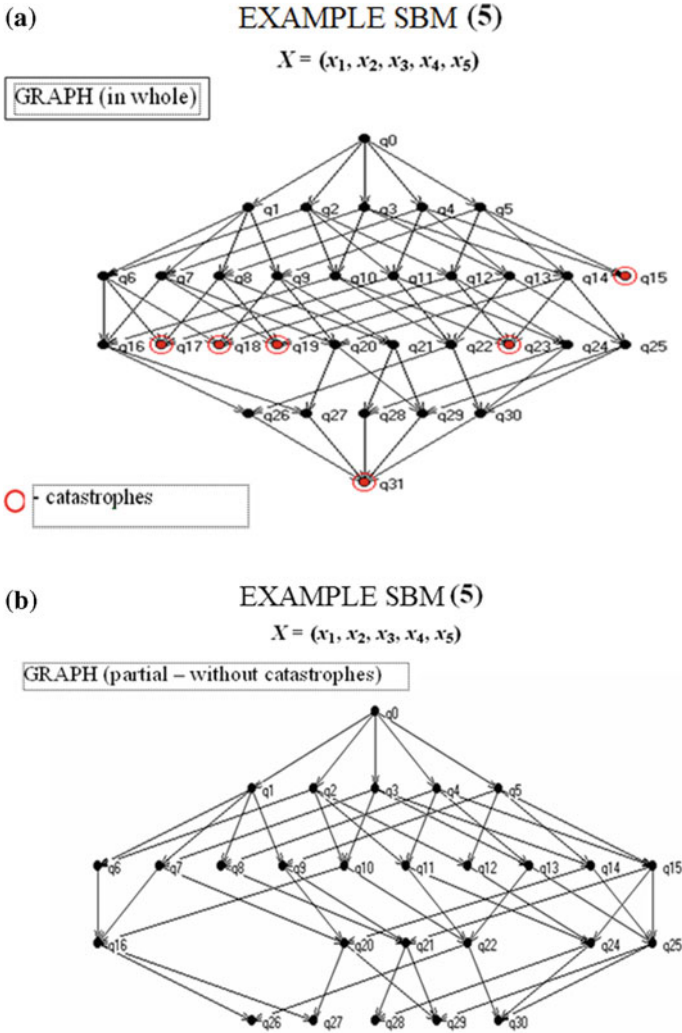 (a) EXAMPLE SBM (5)
X = (x1, x2, x3, x4, x5)
GRAPH (in whole)
q0
q1 q2 q3 q4 q5
q6 q7 q8 q9 q10 q11 q12 q13 q14 q15
q16 q17 q18 q19 q20 q21 q22 q23 q24 q25
q26 q27 q28 q29 q30
q31
- catastrophes
(b) EXAMPLE SBM (5)
X = (x1, x2, x3, x4, x5)
GRAPH (partial – without catastrophes)
q0
q1 q2 q3 q4 q5
q6 q7 q8 q9 q10 q11 q12 q13 q14 q15
q16 q20 q21 q22 q24 q25
q26 q27 q28 q29 q30